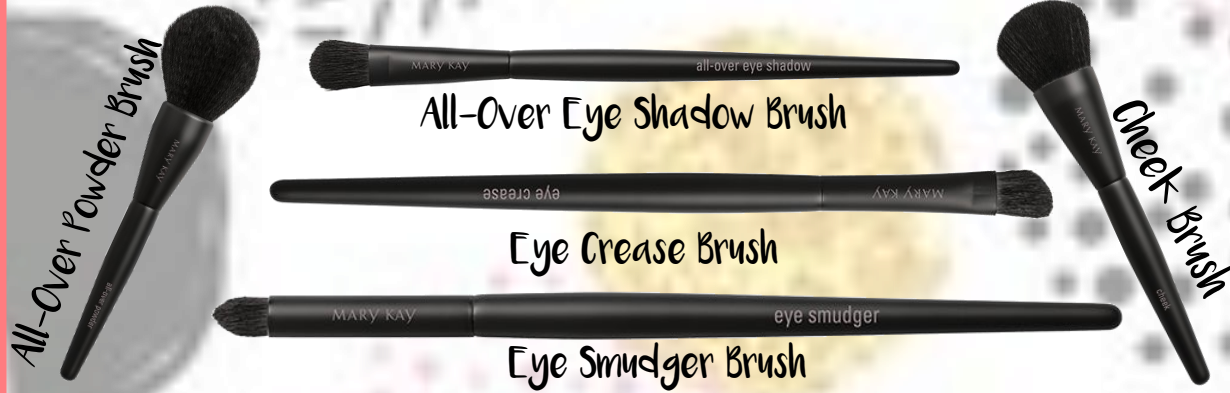 All-Over Powder Brush
MARY KAY
all-over powder
MARY KAY
all-over eye shadow
All-Over Eye Shadow Brush
eye crease
MARY KAY
Eye Crease Brush
MARY KAY
eye smudger
Eye Smudger Brush
MARY KAY
cheek
Cheek Brush